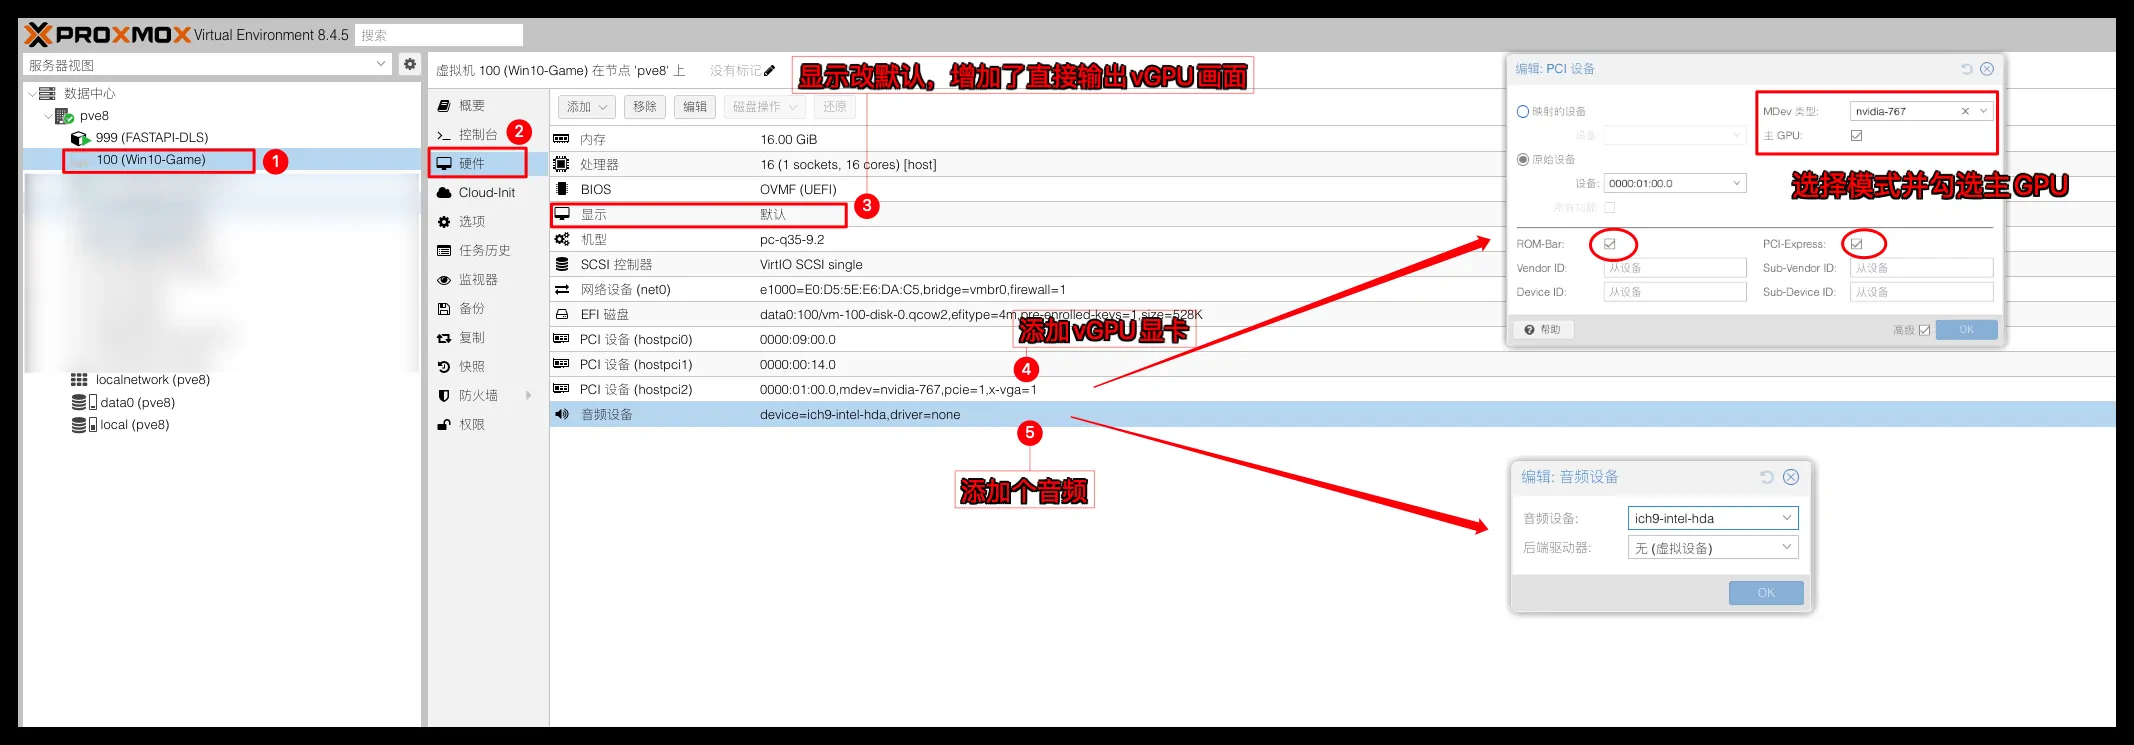 PROXMOX Virtual Environment 8.4.5 搜索
服务器视图
数据中心
pve8
999 (FASTAPI-DLS)
100 (Win10-Game)
1
localnetwork (pve8)
data0 (pve8)
local (pve8)
虚拟机 100 (Win10-Game) 在节点 'pve8' 上 没有标记
显示改默认，增加了直接输出vGPU画面
概要
控制台
2
硬件
Cloud-Init
选项
任务历史
监视器
备份
复制
快照
防火墙
权限
添加 移除 编辑 磁盘操作 还原
内存 16.00 GiB
处理器 16 (1 sockets, 16 cores) [host]
BIOS OVMF (UEFI)
显示 默认
3
机型 pc-q35-9.2
SCSI 控制器 VirtIO SCSI single
网络设备 (net0) e1000=E0:D5:5E:E6:DA:C5,bridge=vmbr0,firewall=1
EFI 磁盘 data0:100/vm-100-disk-0.qcow2,efitype=4m,pre-enrolled-keys=1,size=528K
添加vGPU显卡
PCI 设备 (hostpci0) 0000:09:00.0
PCI 设备 (hostpci1) 0000:00:14.0
4
PCI 设备 (hostpci2) 0000:01:00.0,mdev=nvidia-767,pcie=1,x-vga=1
音频设备 device=ich9-intel-hda,driver=none
5
添加个音频
编辑: PCI 设备
映射的设备
设备:
原始设备
设备: 0000:01:00.0
所有功能:
MDev 类型: nvidia-767
主 GPU:
选择模式并勾选主GPU
ROM-Bar: PCI-Express:
Vendor ID: 从设备 Sub-Vendor ID: 从设备
Device ID: 从设备 Sub-Device ID: 从设备
帮助 高级 OK
编辑: 音频设备
音频设备: ich9-intel-hda
后端驱动器: 无 (虚拟设备)
OK